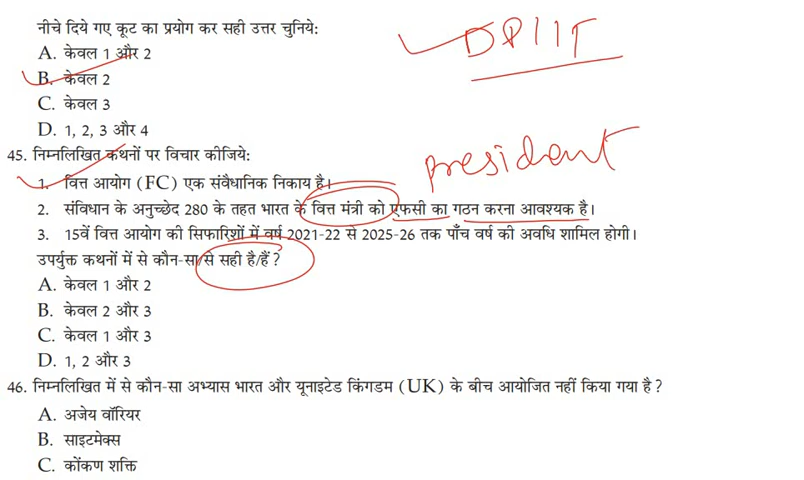 नीचे दिये गए कूट का प्रयोग कर सही उत्तर चुनिये:
DPIIT
A. केवल 1 और 2
B. केवल 2
C. केवल 3
D. 1, 2, 3 और 4
45. निम्नलिखित कथनों पर विचार कीजिये:
President
1. वित्त आयोग (FC) एक संवैधानिक निकाय है।
2. संविधान के अनुच्छेद 280 के तहत भारत के वित्त मंत्री को एफसी का गठन करना आवश्यक है।
3. 15वें वित्त आयोग की सिफारिशों में वर्ष 2021-22 से 2025-26 तक पाँच वर्ष की अवधि शामिल होगी।
उपर्युक्त कथनों में से कौन-सा/से सही है/हैं?
A. केवल 1 और 2
B. केवल 2 और 3
C. केवल 1 और 3
D. 1, 2 और 3
46. निम्नलिखित में से कौन-सा अभ्यास भारत और यूनाइटेड किंगडम (UK) के बीच आयोजित नहीं किया गया है?
A. अजेय वॉरियर
B. साइटमेक्स
C. कोंकण शक्ति